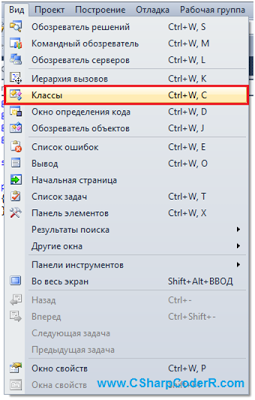 Вид Проект Построение Отладка Рабочая группа
Обозреватель решений Ctrl+W, S
Командный обозреватель Ctrl+W, M
Обозреватель серверов Ctrl+W, L
Иерархия вызовов Ctrl+W, K
Классы Ctrl+W, C
Окно определения кода Ctrl+W, D
Обозреватель объектов Ctrl+W, J
Список ошибок Ctrl+W, E
Вывод Ctrl+W, O
Начальная страница
Список задач Ctrl+W, T
Панель элементов Ctrl+W, X
Результаты поиска
Другие окна
Панели инструментов
Во весь экран Shift+Alt+ВВОД
Назад Ctrl+-
Вперед Ctrl+Shift+-
Следующая задача
Предыдущая задача
Окно свойств Ctrl+W, P
Окна свойств
www.CSharpCoderR.com